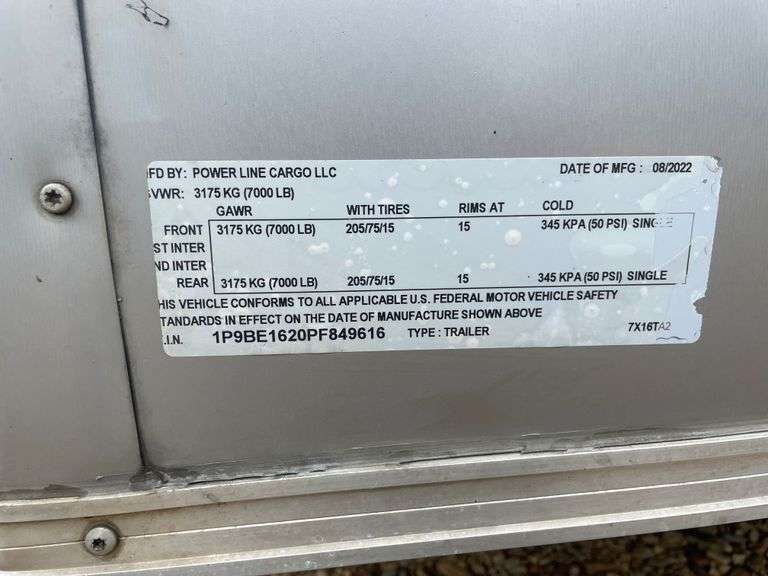 FD BY: POWER LINE CARGO LLC DATE OF MFG: 08/2022
VWR: 3175 KG (7000 LB)
GAWR WITH TIRES RIMS AT COLD
FRONT 3175 KG (7000 LB) 205/75/15 15 345 KPA (50 PSI) SINGLE
ST INTER
ND INTER
REAR 3175 KG (7000 LB) 205/75/15 15 345 KPA (50 PSI) SINGLE
HIS VEHICLE CONFORMS TO ALL APPLICABLE U.S. FEDERAL MOTOR VEHICLE SAFETY
TANDARDS IN EFFECT ON THE DATE OF MANUFACTURE SHOWN ABOVE
.I.N. 1P9BE1620PF849616 TYPE: TRAILER 7X16TA2